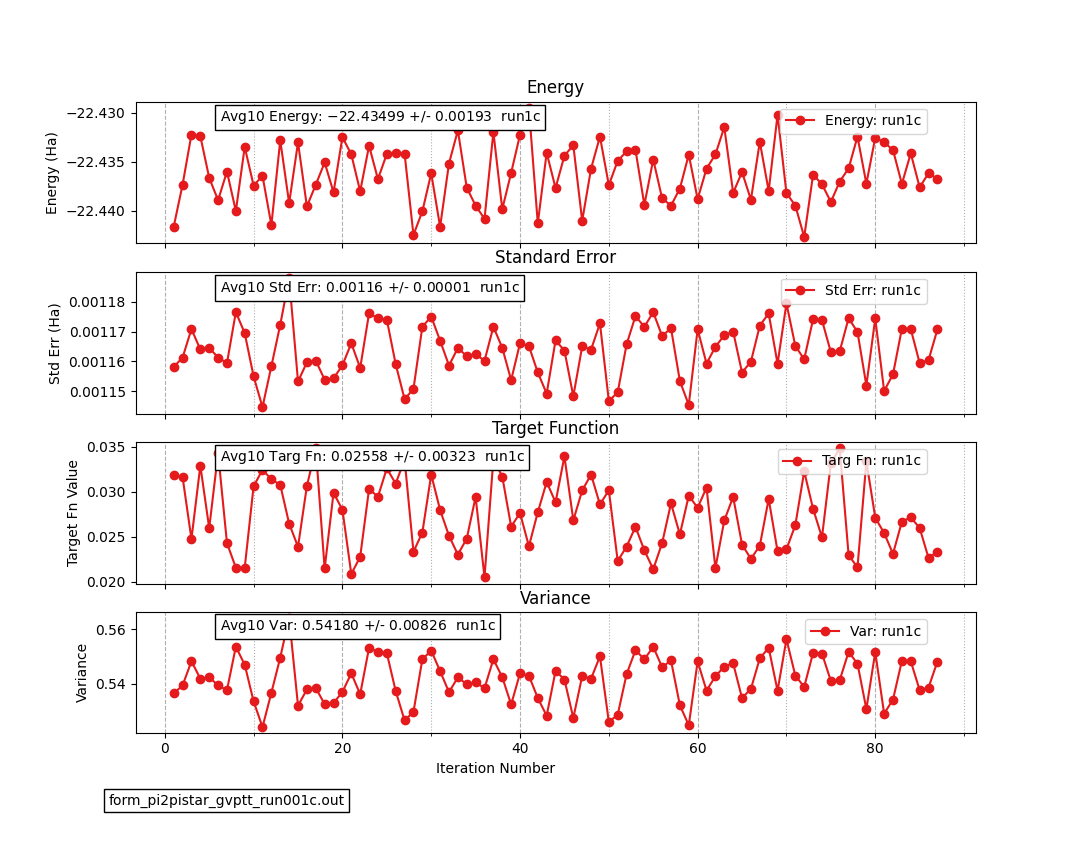 Energy
Avg10 Energy: −22.43499 +/- 0.00193  run1c
Energy: run1c
Energy (Ha)
−22.430
−22.435
−22.440
Standard Error
Avg10 Std Err: 0.00116 +/- 0.00001  run1c
Std Err: run1c
Std Err (Ha)
0.00118
0.00117
0.00116
0.00115
Target Function
Avg10 Targ Fn: 0.02558 +/- 0.00323  run1c
Targ Fn: run1c
Target Fn Value
0.035
0.030
0.025
0.020
Variance
Avg10 Var: 0.54180 +/- 0.00826  run1c
Var: run1c
Variance
0.56
0.54
0 20 40 60 80
Iteration Number
form_pi2pistar_gvptt_run001c.out